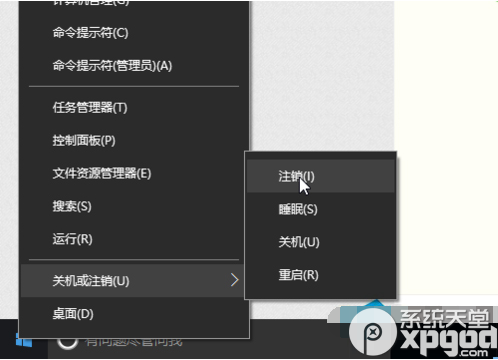 计算机管理(G)
命令提示符(C)
命令提示符(管理员)(A)
任务管理器(T)
控制面板(P)
文件资源管理器(E)
搜索(S)
运行(R)
关机或注销(U)
桌面(D)
注销(I)
睡眠(S)
关机(U)
重启(R)
有问题尽管问我
系统天堂
xpgod